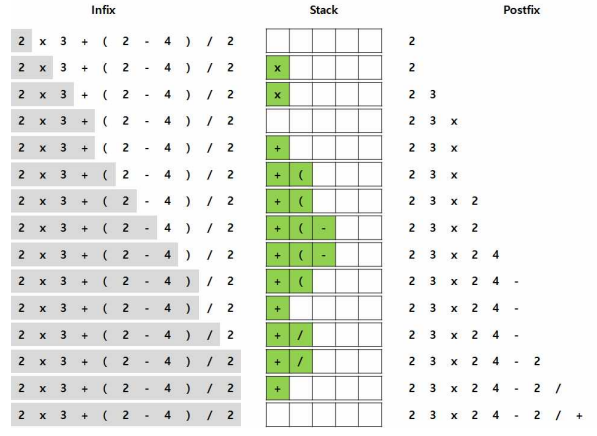 Infix Stack Postfix
2 x 3 + ( 2 - 4 ) / 2 2
2 x 3 + ( 2 - 4 ) / 2 x 2
2 x 3 + ( 2 - 4 ) / 2 x 2 3
2 x 3 + ( 2 - 4 ) / 2 2 3 x
2 x 3 + ( 2 - 4 ) / 2 + 2 3 x
2 x 3 + ( 2 - 4 ) / 2 + ( 2 3 x
2 x 3 + ( 2 - 4 ) / 2 + ( 2 3 x 2
2 x 3 + ( 2 - 4 ) / 2 + ( - 2 3 x 2
2 x 3 + ( 2 - 4 ) / 2 + ( - 2 3 x 2 4
2 x 3 + ( 2 - 4 ) / 2 + ( 2 3 x 2 4 -
2 x 3 + ( 2 - 4 ) / 2 + 2 3 x 2 4 -
2 x 3 + ( 2 - 4 ) / 2 + / 2 3 x 2 4 -
2 x 3 + ( 2 - 4 ) / 2 + / 2 3 x 2 4 - 2
2 x 3 + ( 2 - 4 ) / 2 + 2 3 x 2 4 - 2 /
2 x 3 + ( 2 - 4 ) / 2 2 3 x 2 4 - 2 / +